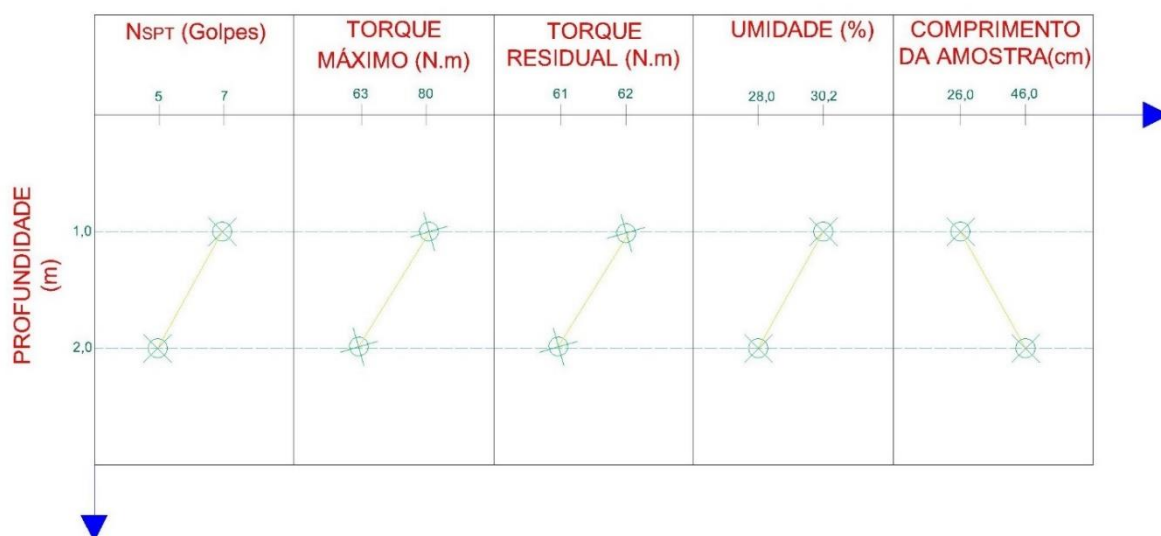 NSPT (Golpes)
TORQUE
MÁXIMO (N.m)
TORQUE
RESIDUAL (N.m)
UMIDADE (%)
COMPRIMENTO
DA AMOSTRA(cm)
5 7 63 80 61 62 28,0 30,2 26,0 46,0
PROFUNDIDADE
(m)
1,0
2,0